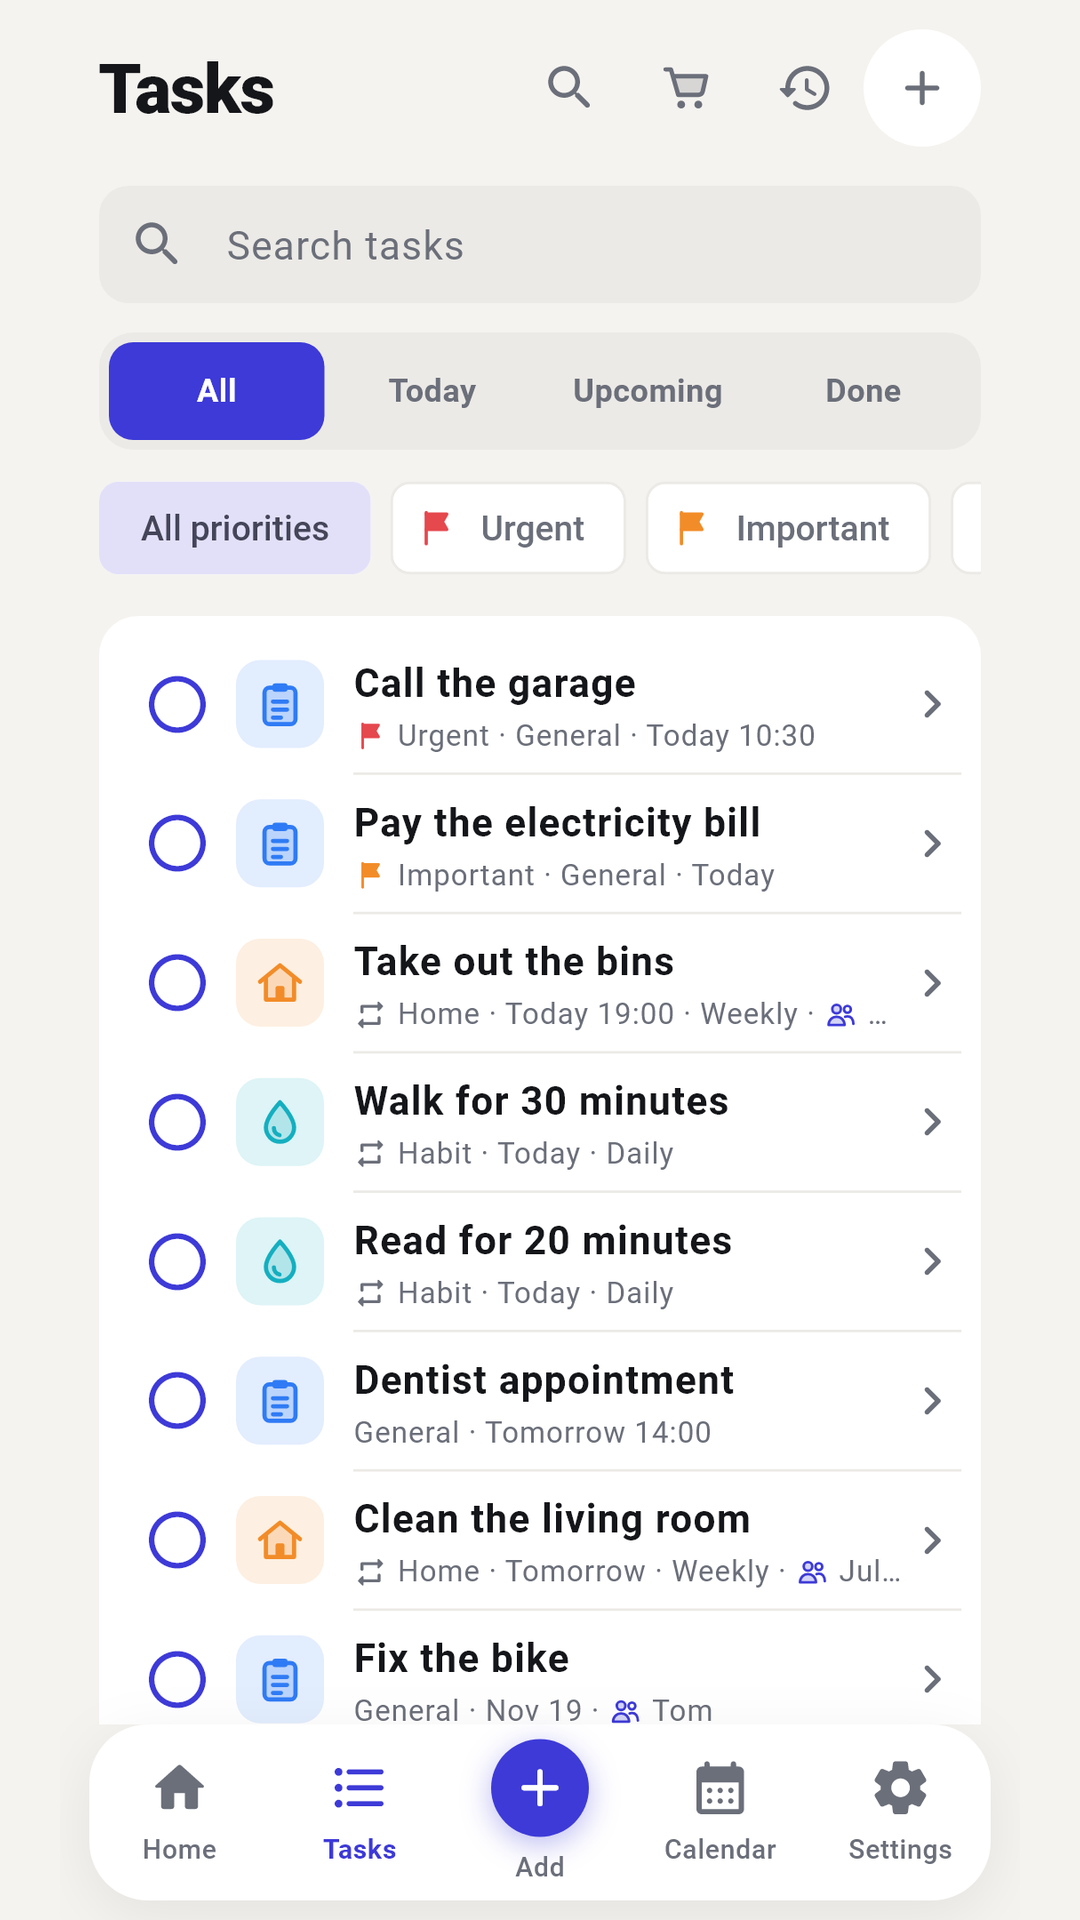 Tasks
Search tasks
All Today Upcoming Done
All priorities Urgent Important
Call the garage
Urgent · General · Today 10:30
Pay the electricity bill
Important · General · Today
Take out the bins
Home · Today 19:00 · Weekly · …
Walk for 30 minutes
Habit · Today · Daily
Read for 20 minutes
Habit · Today · Daily
Dentist appointment
General · Tomorrow 14:00
Clean the living room
Home · Tomorrow · Weekly · Jul…
Fix the bike
General · Nov 19 · Tom
Home Tasks Add Calendar Settings